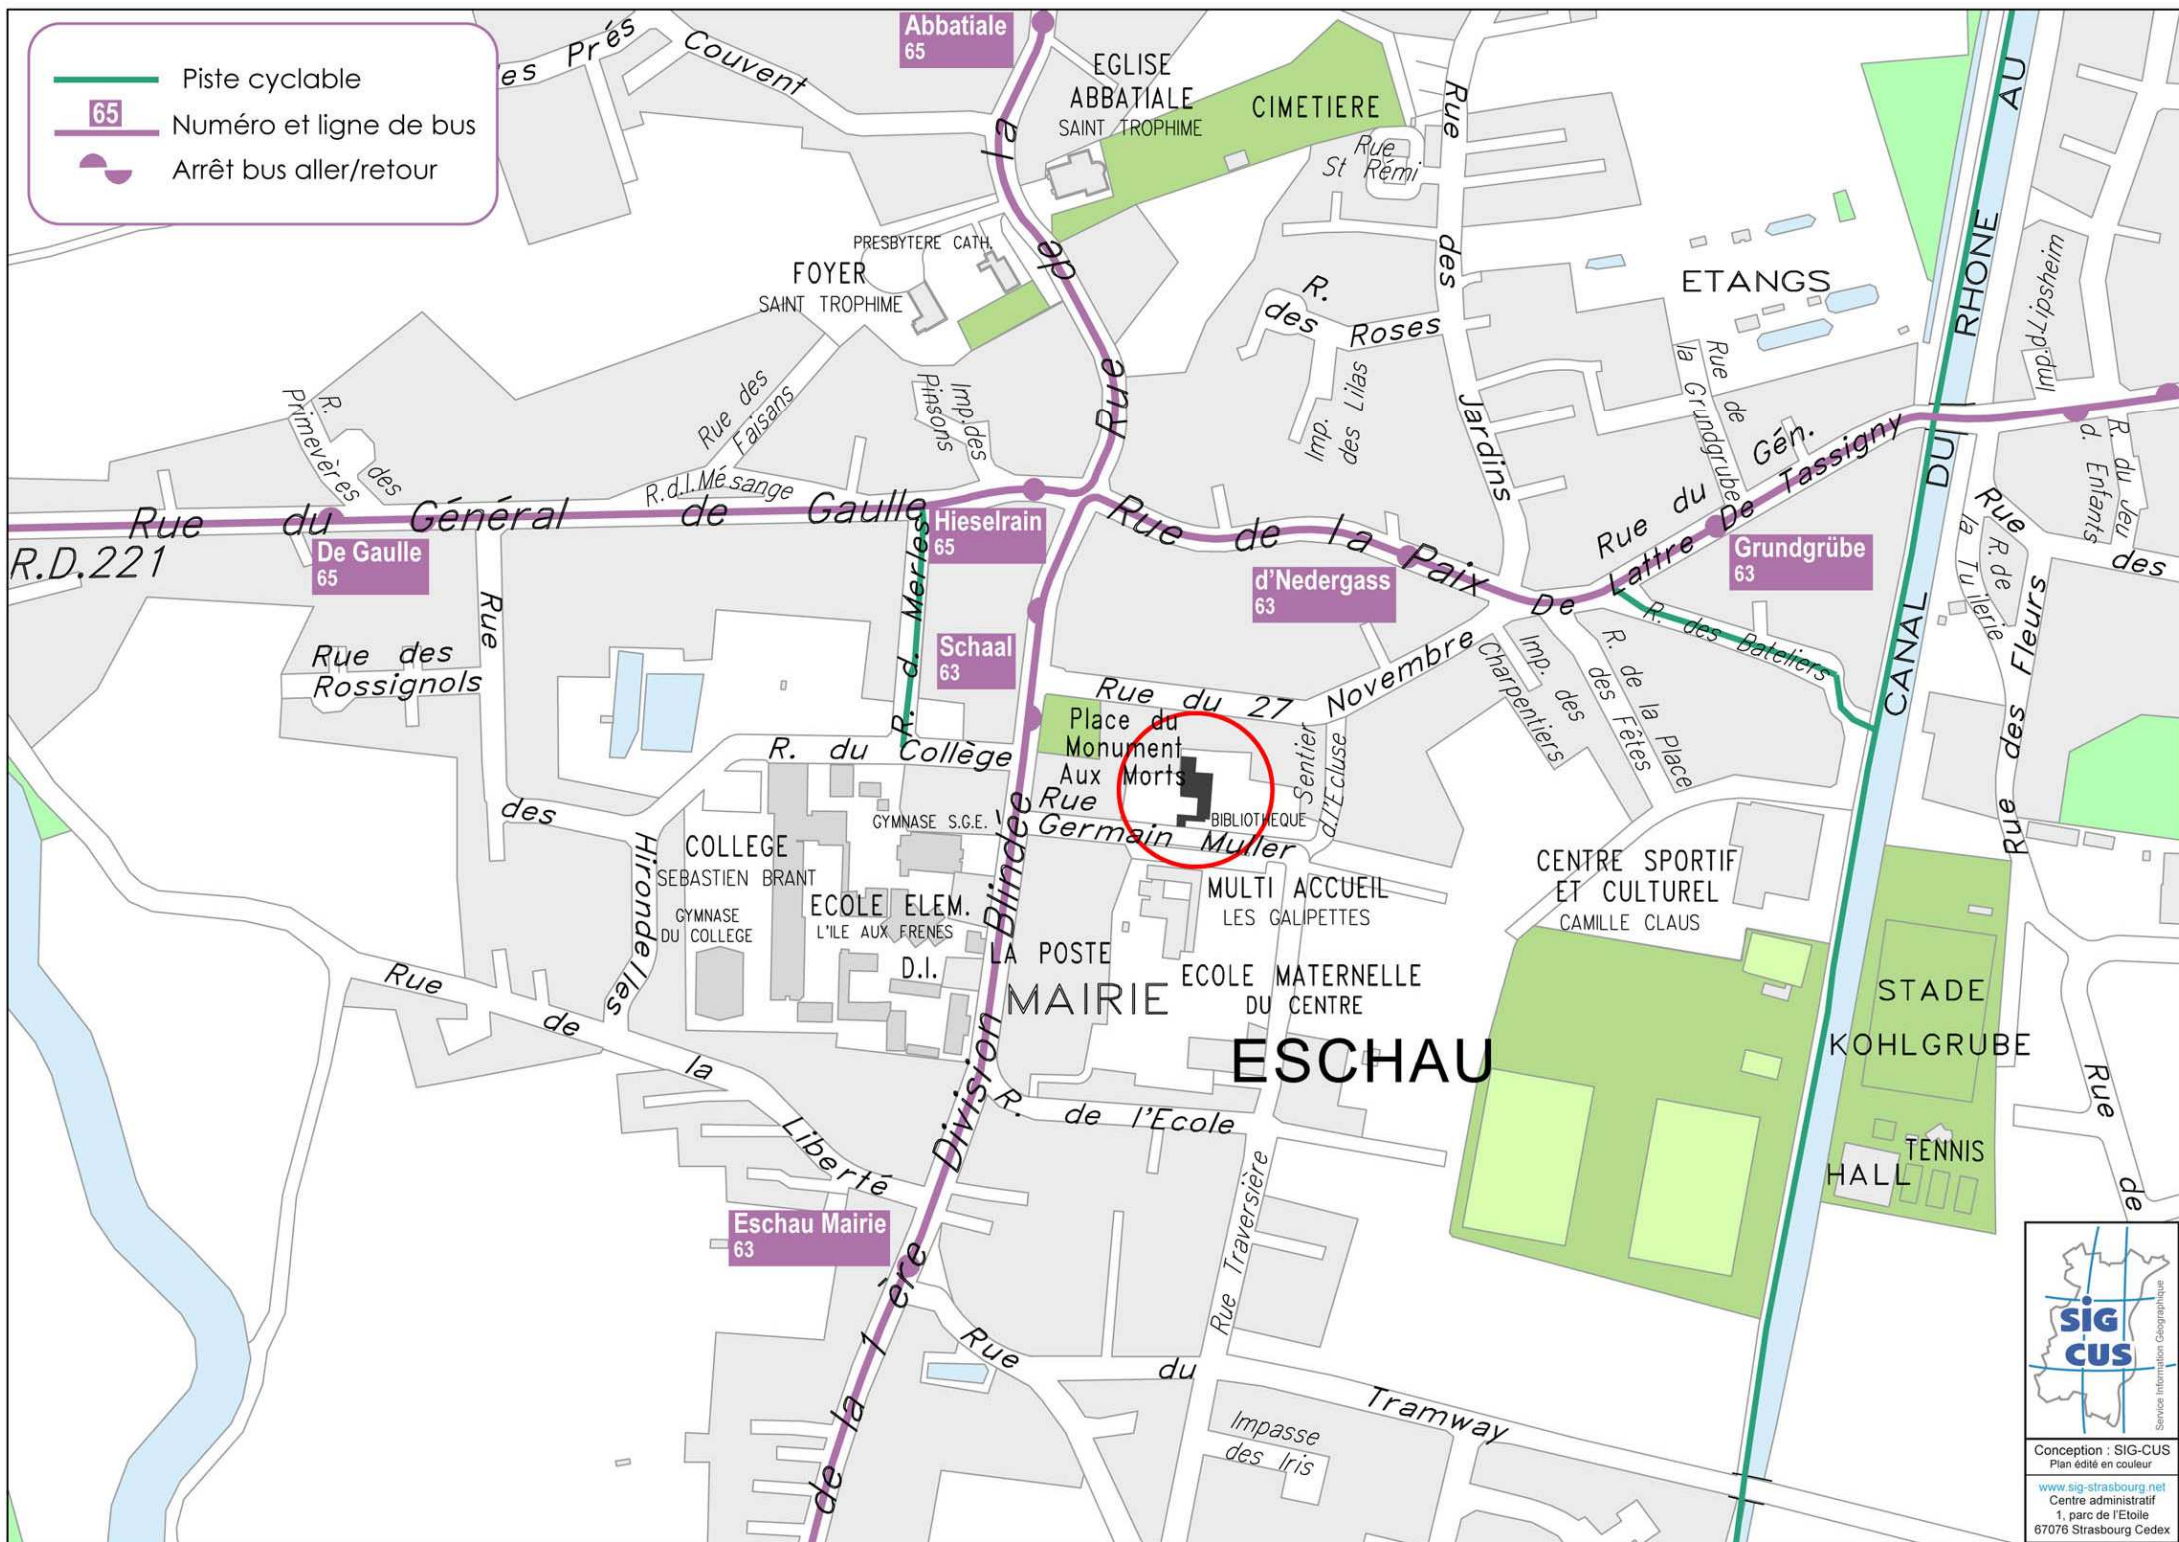 Piste cyclable
65
Numéro et ligne de bus
Arrêt bus aller/retour
es Prés
Couvent
Abbatiale
65
EGLISE
ABBATIALE
SAINT TROPHIME
CIMETIERE
Rue
St Rémi
Rue des Jardins
PRESBYTERE CATH.
FOYER
SAINT TROPHIME
Rue de la
R.
des Roses
Imp. Lilas
des
ETANGS
Rue de
la Grundgrube
CANAL DU RHONE AU
Imp.d.Lipsheim
R.
Primevères des
Rue des
Faisans
Imp.des
Pinsons
R.d.l.Mésange
Rue du Général de Gaulle
R.D.221
De Gaulle
65
Hieselrain
65
R. d. Merles
Rue de la Paix
d'Nedergass
63
Rue du Gén.
De Lattre De Tassigny
Grundgrübe
63
R. du Jeu
d. Enfants
Rue des
R. de
la Tuilerie
Rue des Fleurs
R. des Bateliers
Rue des Hirondelles
Rue des
Rossignols
Schaal
63
Rue du 27 Novembre
Imp. des
Charpentiers
R. de la Place
des Fêtes
Place du
Monument
Aux Morts
Sentier
d.l'Ecluse
R. du Collège
Rue
Germain Muller
BIBLIOTHEQUE
GYMNASE S.G.E.
COLLEGE
SEBASTIEN BRANT
GYMNASE
DU COLLEGE
ECOLE ELEM.
L'ILE AUX FRENES
D.I.
LA POSTE
MAIRIE
MULTI ACCUEIL
LES GALIPETTES
ECOLE MATERNELLE
DU CENTRE
ESCHAU
CENTRE SPORTIF
ET CULTUREL
CAMILLE CLAUS
STADE
KOHLGRUBE
TENNIS
HALL
Rue de
Rue de la Liberté
R. de l'Ecole
Rue Traversière
Eschau Mairie
63
de la 1ère Division Blindée
Rue du Tramway
Impasse
des Iris
SIG
CUS
Service Information Géographique
Conception : SIG-CUS
Plan édité en couleur
www.sig-strasbourg.net
Centre administratif
1, parc de l'Etoile
67076 Strasbourg Cedex